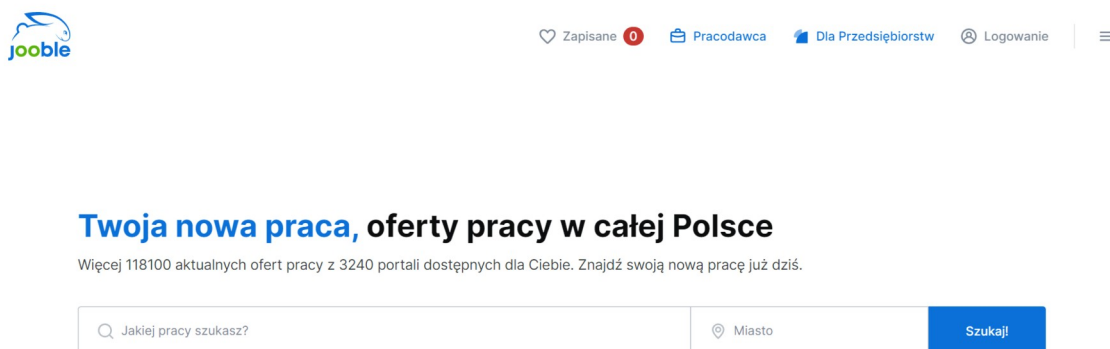 jooble
Zapisane 0 Pracodawca Dla Przedsiębiorstw Logowanie
Twoja nowa praca, oferty pracy w całej Polsce
Więcej 118100 aktualnych ofert pracy z 3240 portali dostępnych dla Ciebie. Znajdź swoją nową pracę już dziś.
Jakiej pracy szukasz? Miasto Szukaj!